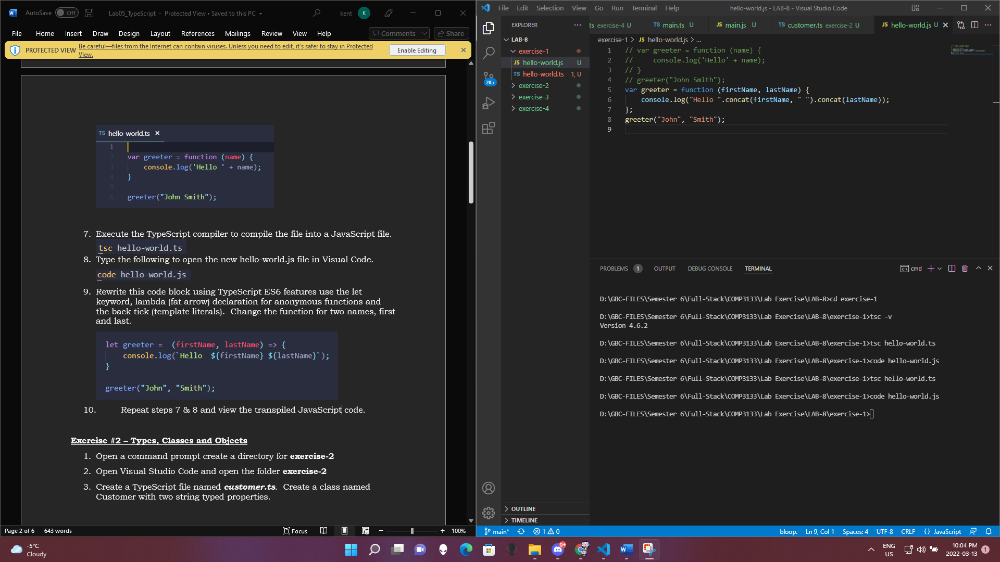 AutoSave Off Lab05_TypeScript - Protected View • Saved to this PC kent K
File Home Insert Draw Design Layout References Mailings Review View Help Comments Share
PROTECTED VIEW Be careful—files from the Internet can contain viruses. Unless you need to edit, it's safer to stay in Protected View. Enable Editing
TS hello-world.ts ×
1
2 var greeter = function (name) {
3 console.log('Hello ' + name);
4 }
5
6 greeter("John Smith");
7. Execute the TypeScript compiler to compile the file into a JavaScript file.
tsc hello-world.ts
8. Type the following to open the new hello-world.js file in Visual Code.
code hello-world.js
9. Rewrite this code block using TypeScript ES6 features use the let
keyword, lambda (fat arrow) declaration for anonymous functions and
the back tick (template literals). Change the function for two names, first
and last.
let greeter = (firstName, lastName) => {
console.log(`Hello ${firstName} ${lastName}`);
}
greeter("John", "Smith");
10. Repeat steps 7 & 8 and view the transpiled JavaScript code.
Exercise #2 – Types, Classes and Objects
1. Open a command prompt create a directory for exercise-2
2. Open Visual Studio Code and open the folder exercise-2
3. Create a TypeScript file named customer.ts. Create a class named
Customer with two string typed properties.
Page 2 of 6 643 words Focus 100%
File Edit Selection View Go Run Terminal Help hello-world.js - LAB-8 - Visual Studio Code
EXPLORER
LAB-8
exercise-1
JS hello-world.js U
TS hello-world.ts 1, U
exercise-2
exercise-3
exercise-4
2K+
OUTLINE
TIMELINE
ts exercise-4 U TS main.ts U JS main.js U TS customer.ts exercise-2 U JS hello-world.js U
exercise-1 > JS hello-world.js > ...
1 // var greeter = function (name) {
2 // console.log('Hello' + name);
3 // }
4 // greeter("John Smith");
5 var greeter = function (firstName, lastName) {
6 console.log("Hello ".concat(firstName, " ").concat(lastName));
7 };
8 greeter("John", "Smith");
9
PROBLEMS 1 OUTPUT DEBUG CONSOLE TERMINAL cmd
D:\GBC-FILES\Semester 6\Full-Stack\COMP3133\Lab Exercise\LAB-8>cd exercise-1
D:\GBC-FILES\Semester 6\Full-Stack\COMP3133\Lab Exercise\LAB-8\exercise-1>tsc -v
Version 4.6.2
D:\GBC-FILES\Semester 6\Full-Stack\COMP3133\Lab Exercise\LAB-8\exercise-1>tsc hello-world.ts
D:\GBC-FILES\Semester 6\Full-Stack\COMP3133\Lab Exercise\LAB-8\exercise-1>code hello-world.js
D:\GBC-FILES\Semester 6\Full-Stack\COMP3133\Lab Exercise\LAB-8\exercise-1>tsc hello-world.ts
D:\GBC-FILES\Semester 6\Full-Stack\COMP3133\Lab Exercise\LAB-8\exercise-1>code hello-world.js
D:\GBC-FILES\Semester 6\Full-Stack\COMP3133\Lab Exercise\LAB-8\exercise-1>
main* 1 0 bloop. Ln 9, Col 1 Spaces: 4 UTF-8 CRLF {} JavaScript
-5°C
Cloudy
9+
ENG
US
10:04 PM
2022-03-13
1